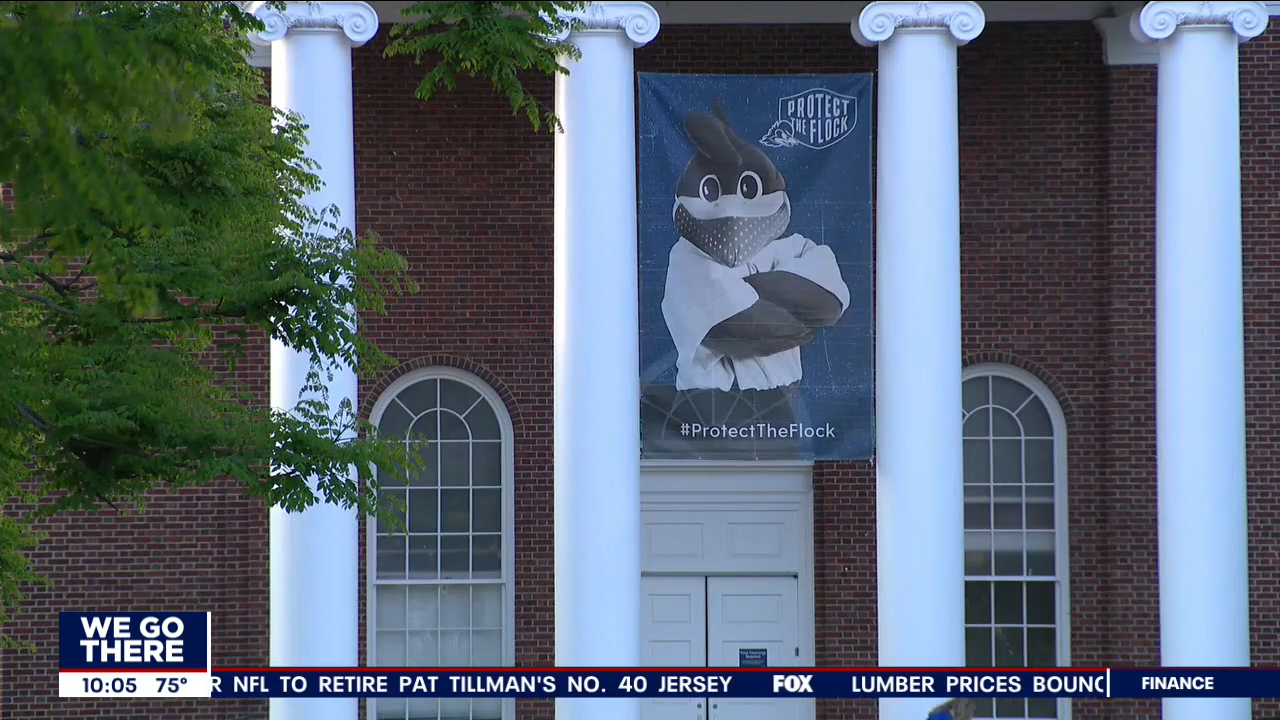 PROTECT
THE FLOCK
#ProtectTheFlock
WE GO
THERE
10:05 75°
R NFL TO RETIRE PAT TILLMAN'S NO. 40 JERSEY FOX LUMBER PRICES BOUNC
FINANCE